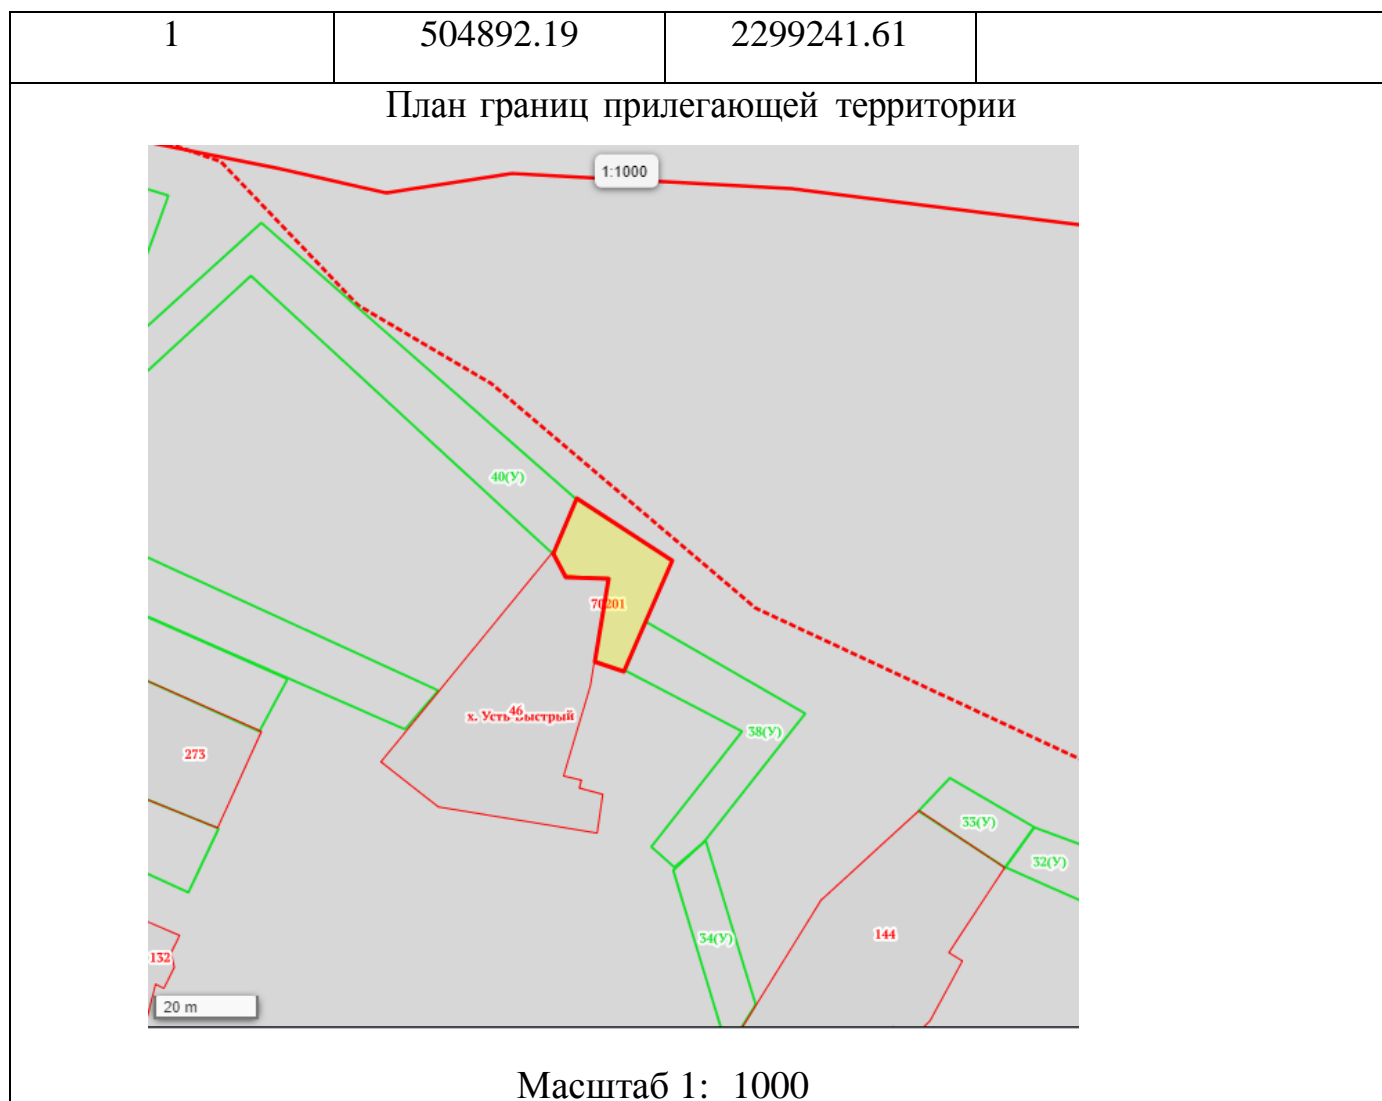 1 504892.19 2299241.61
План границ прилегающей территории
1:1000
40(У)
70201
46
х. Усть-Быстрый
38(У)
273
33(У)
32(У)
34(У)
144
132
20 m
Масштаб 1: 1000